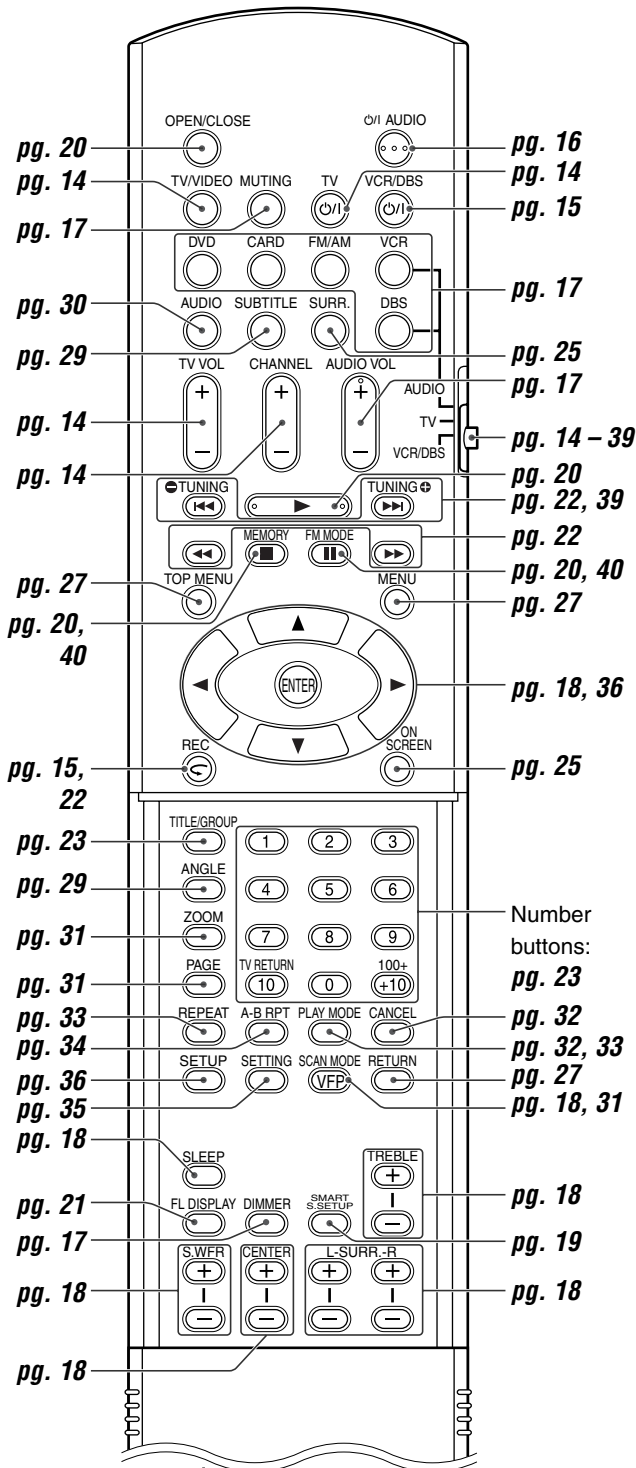 OPEN/CLOSE
⏻/I AUDIO
pg. 20
pg. 16
pg. 14
TV/VIDEO MUTING TV VCR/DBS
pg. 14
⏻/I
⏻/I
pg. 15
pg. 17
DVD CARD FM/AM VCR
pg. 17
pg. 30
AUDIO SUBTITLE SURR. DBS
pg. 29
pg. 25
TV VOL CHANNEL AUDIO VOL
pg. 17
+ + +
AUDIO
pg. 14
TV
pg. 14 – 39
– – –
VCR/DBS
pg. 14
pg. 20
TUNING
TUNING
pg. 22, 39
MEMORY FM MODE
pg. 22
pg. 20, 40
pg. 27
TOP MENU
MENU
pg. 27
pg. 20,
40
ENTER
pg. 18, 36
REC
ON
SCREEN
pg. 15,
22
pg. 25
TITLE/GROUP
pg. 23
1 2 3
ANGLE
pg. 29
4 5 6
ZOOM
pg. 31
7 8 9
Number
buttons:
pg. 23
PAGE
pg. 31
TV RETURN
100+
10 0 +10
REPEAT A-B RPT PLAY MODE CANCEL
pg. 33
pg. 32
pg. 34
pg. 32, 33
SETUP SETTING SCAN MODE RETURN
pg. 36
VFP
pg. 27
pg. 35
pg. 18, 31
pg. 18
SLEEP
TREBLE
+
–
pg. 18
FL DISPLAY DIMMER
SMART
S.SETUP
pg. 21
pg. 17
pg. 19
S.WFR CENTER L-SURR.-R
+ + + +
pg. 18
pg. 18
– – – –
pg. 18